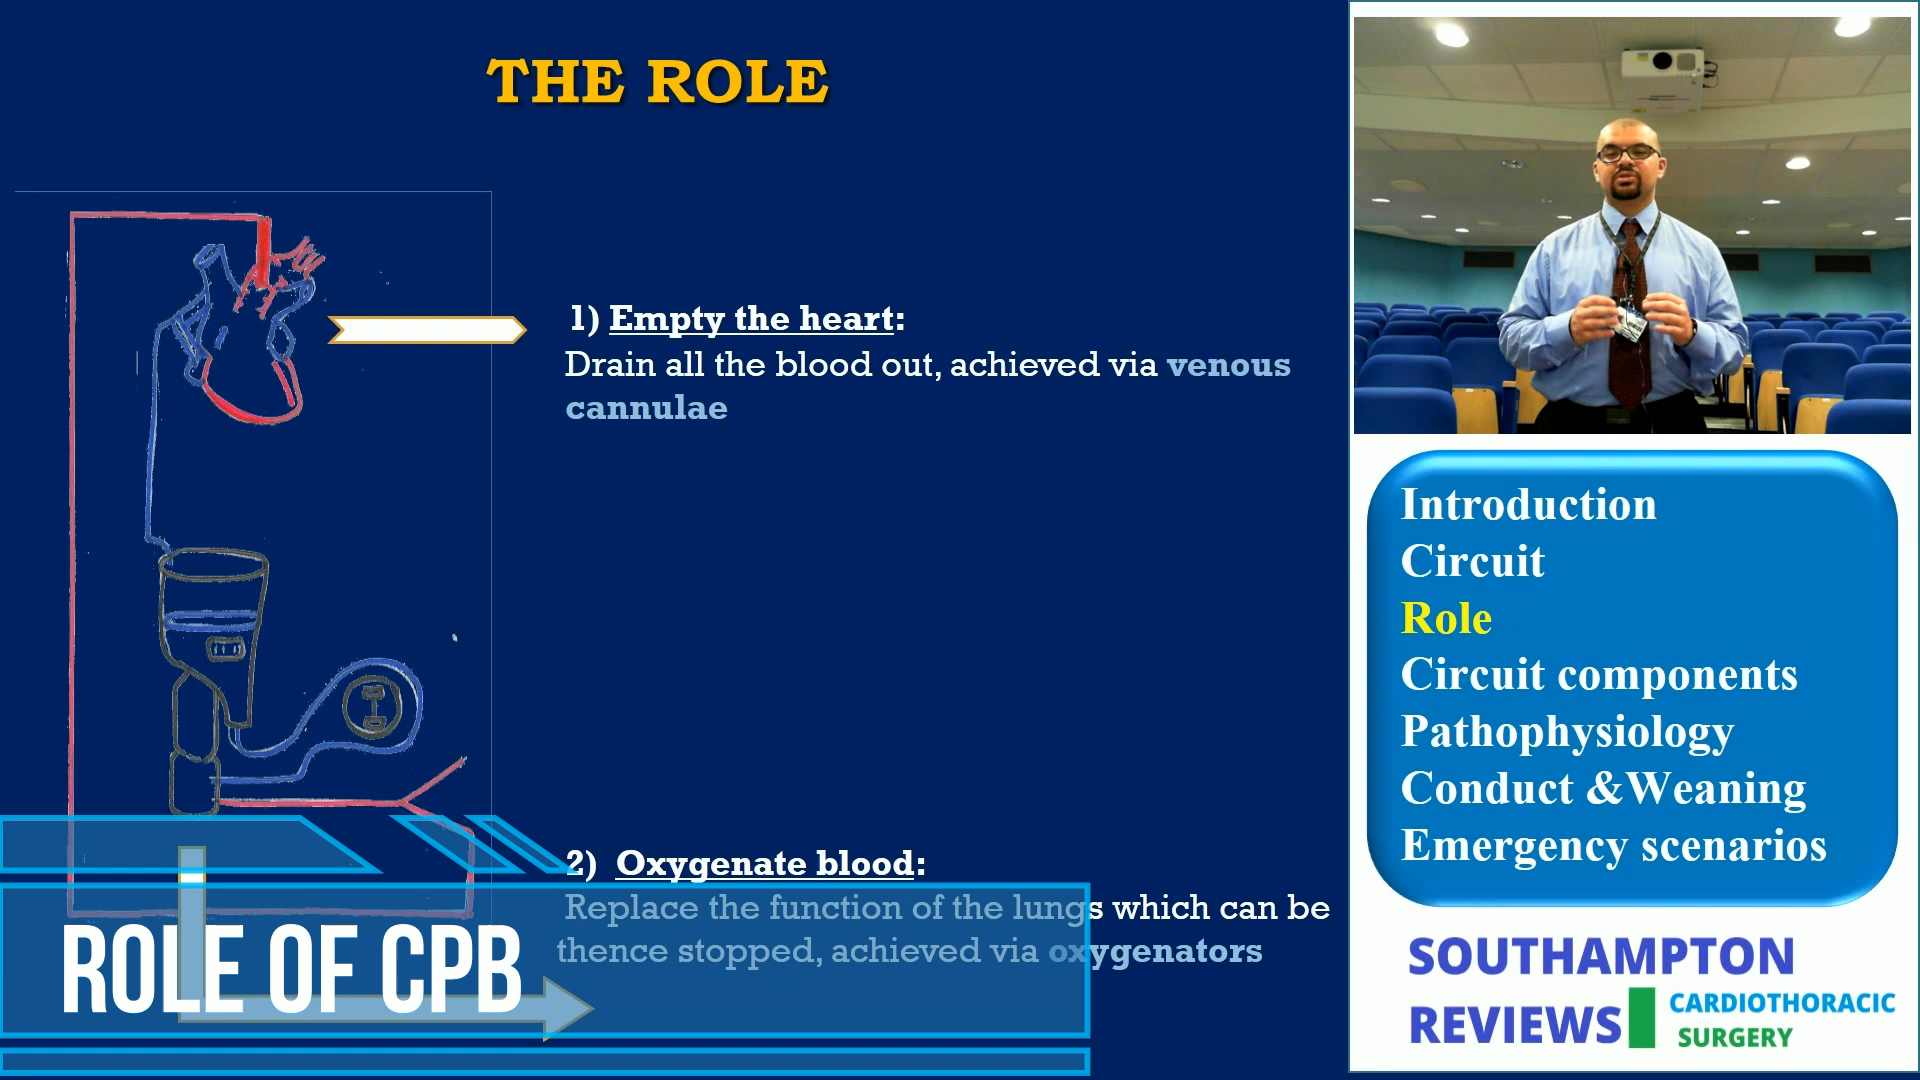 THE ROLE
1) Empty the heart:
Drain all the blood out, achieved via venous
cannulae
2) Oxygenate blood:
Replace the function of the lungs which can be
thence stopped, achieved via oxygenators
ROLE OF CPB
Introduction
Circuit
Role
Circuit components
Pathophysiology
Conduct &Weaning
Emergency scenarios
SOUTHAMPTON
REVIEWS
CARDIOTHORACIC
SURGERY